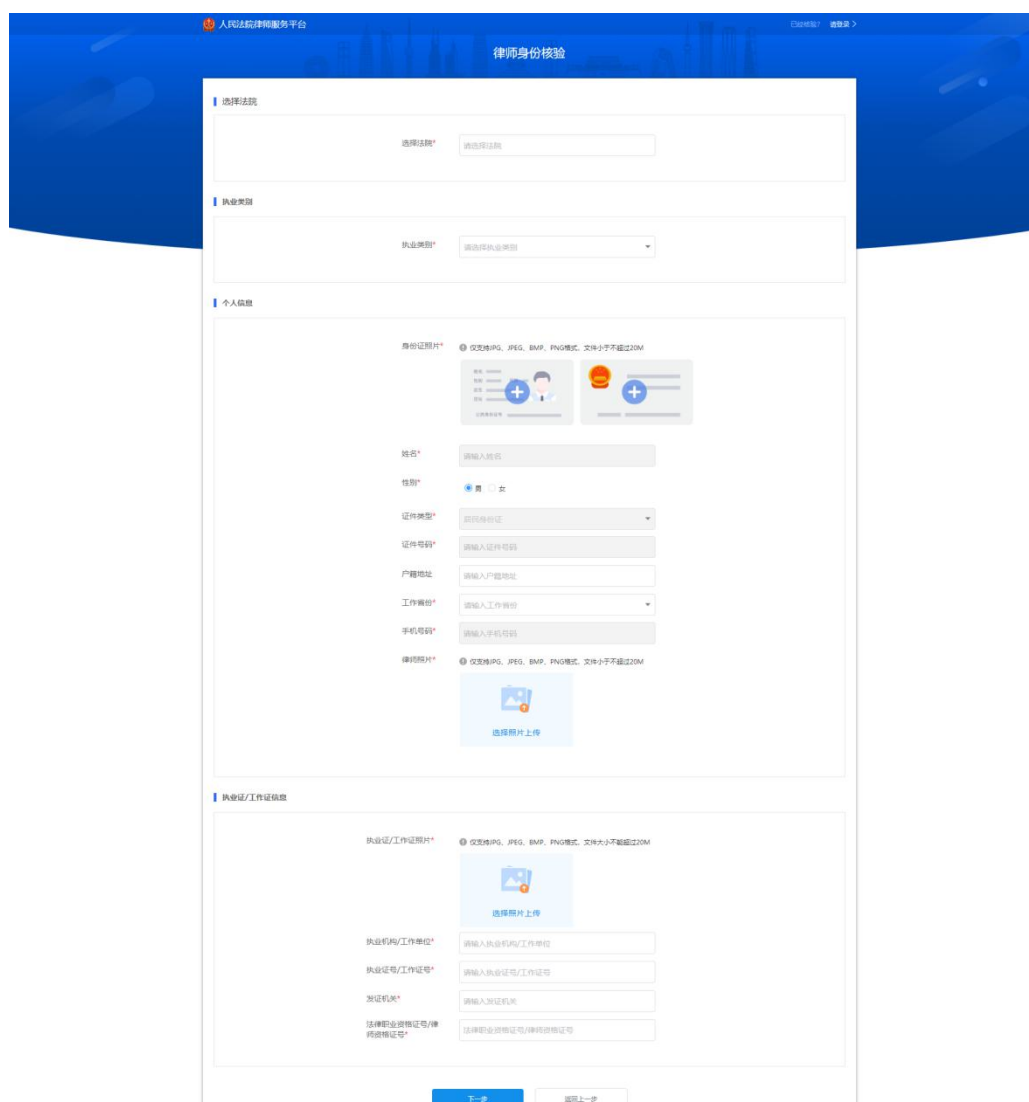 人民法院律师服务平台
已经核验? 请登录 >
律师身份核验
选择法院
选择法院* 请选择法院
执业类别
执业类别* 请选择执业类别
个人信息
身份证照片* 仅支持JPG、JPEG、BMP、PNG格式，文件小于不超过20M
姓名* 请输入姓名
性别* 男 女
证件类型* 居民身份证
证件号码* 请输入证件号码
户籍地址 请输入户籍地址
工作省份* 请输入工作省份
手机号码* 请输入手机号码
律师照片* 仅支持JPG、JPEG、BMP、PNG格式，文件小于不超过20M
选择照片上传
执业证/工作证信息
执业证/工作证照片* 仅支持JPG、JPEG、BMP、PNG格式，文件大小不能超过20M
选择照片上传
执业机构/工作单位* 请输入执业机构/工作单位
执业证号/工作证号* 请输入执业证号/工作证号
发证机关* 请输入发证机关
法律职业资格证号/律
师资格证号* 法律职业资格证号/律师资格证号
下一步 返回上一步